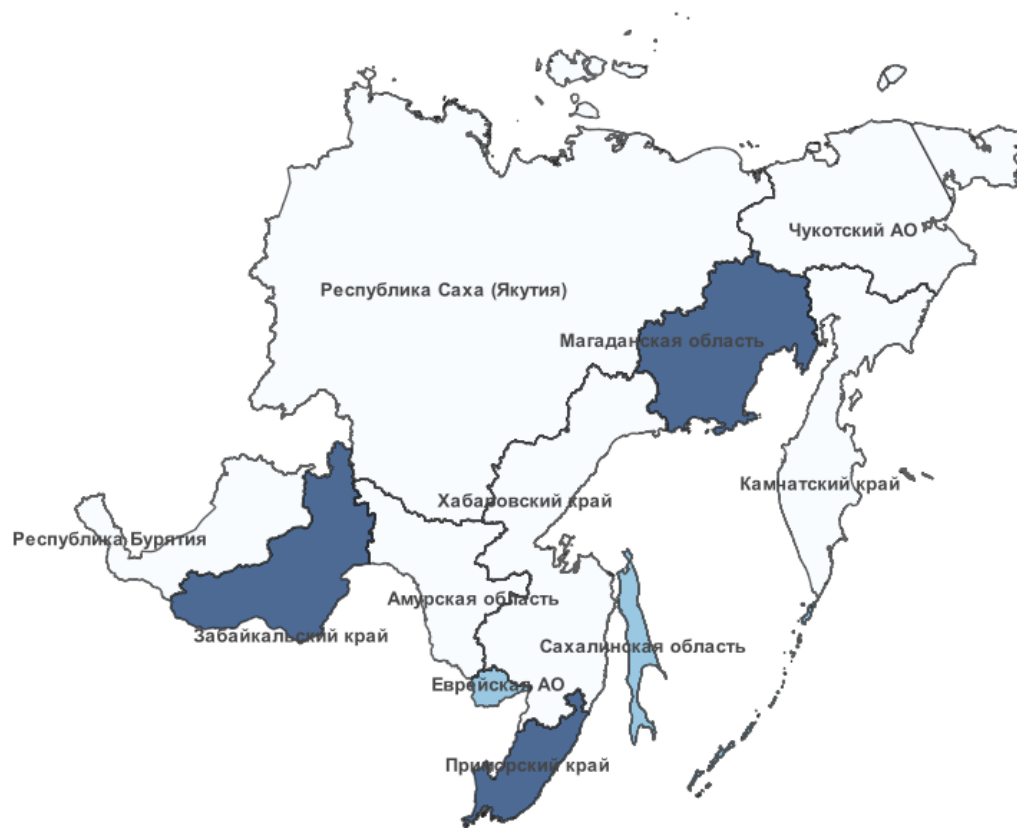 Чукотский АО
Республика Саха (Якутия)
Магаданская область
Камчатский край
Хабаровский край
Республика Бурятия
Амурская область
Забайкальский край
Сахалинская область
Еврейская АО
Приморский край